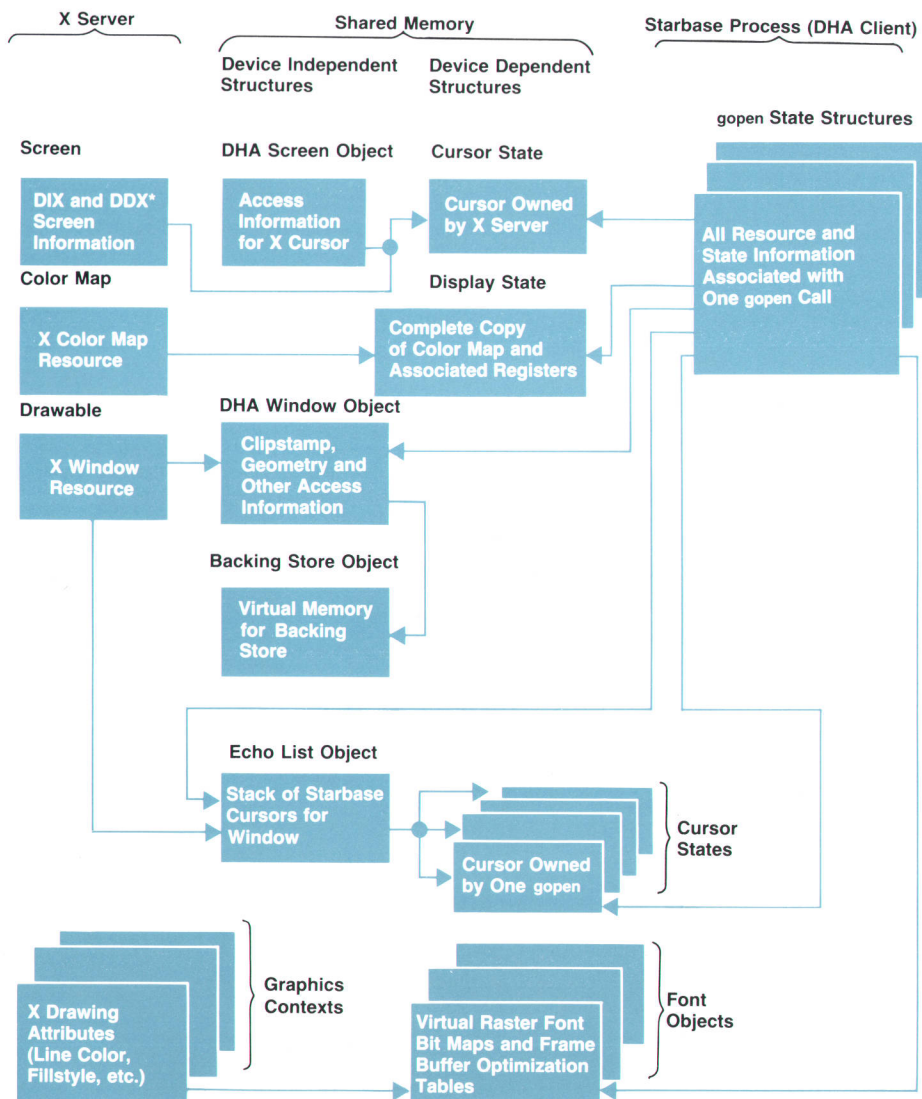 X Server
Shared Memory
Starbase Process (DHA Client)
Device Independent
Structures
Device Dependent
Structures
gopen State Structures
Screen
DHA Screen Object
Cursor State
DIX and DDX*
Screen
Information
Access
Information
for X Cursor
Cursor Owned
by X Server
All Resource and
State Information
Associated with
One gopen Call
Color Map
Display State
X Color Map
Resource
Complete Copy
of Color Map and
Associated Registers
Drawable
DHA Window Object
X Window
Resource
Clipstamp,
Geometry and
Other Access
Information
Backing Store Object
Virtual Memory
for Backing
Store
Echo List Object
Stack of Starbase
Cursors for
Window
Cursor Owned
by One gopen
Cursor
States
X Drawing
Attributes
(Line Color,
Fillstyle, etc.)
Graphics
Contexts
Virtual Raster Font
Bit Maps and Frame
Buffer Optimization
Tables
Font
Objects